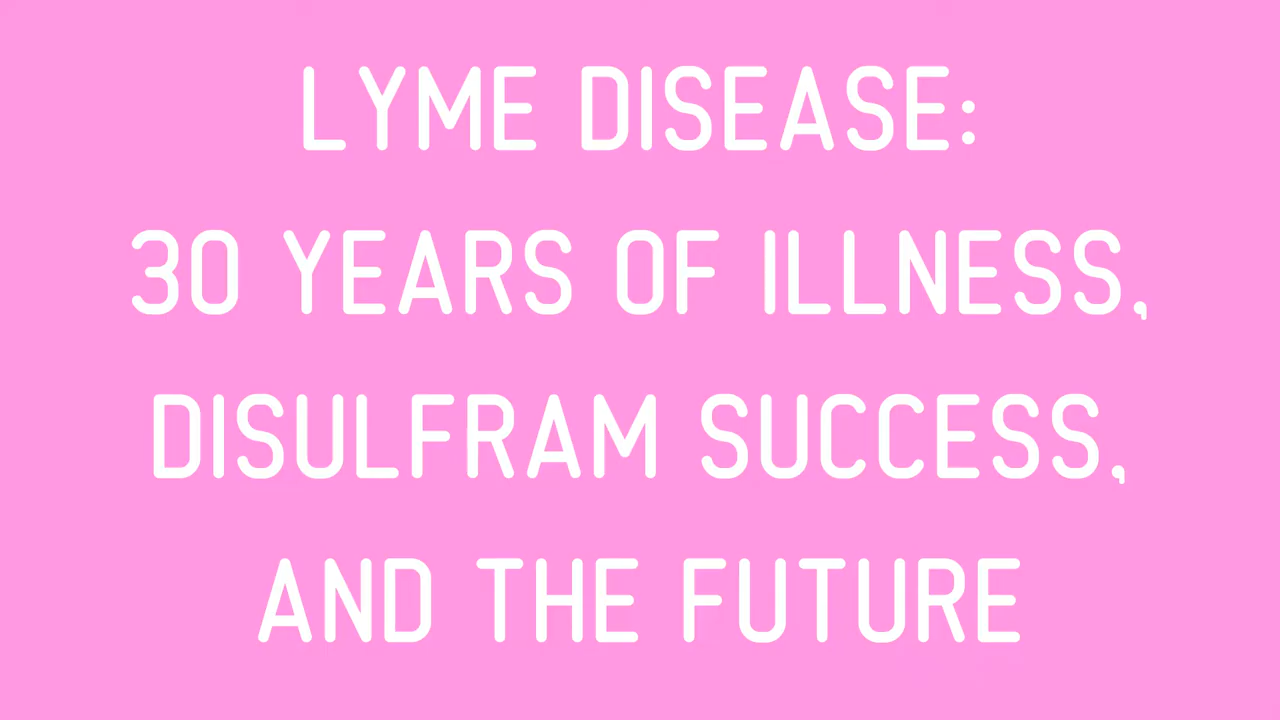 LYME DISEASE:
30 YEARS OF ILLNESS,
DISULFRAM SUCCESS,
AND THE FUTURE